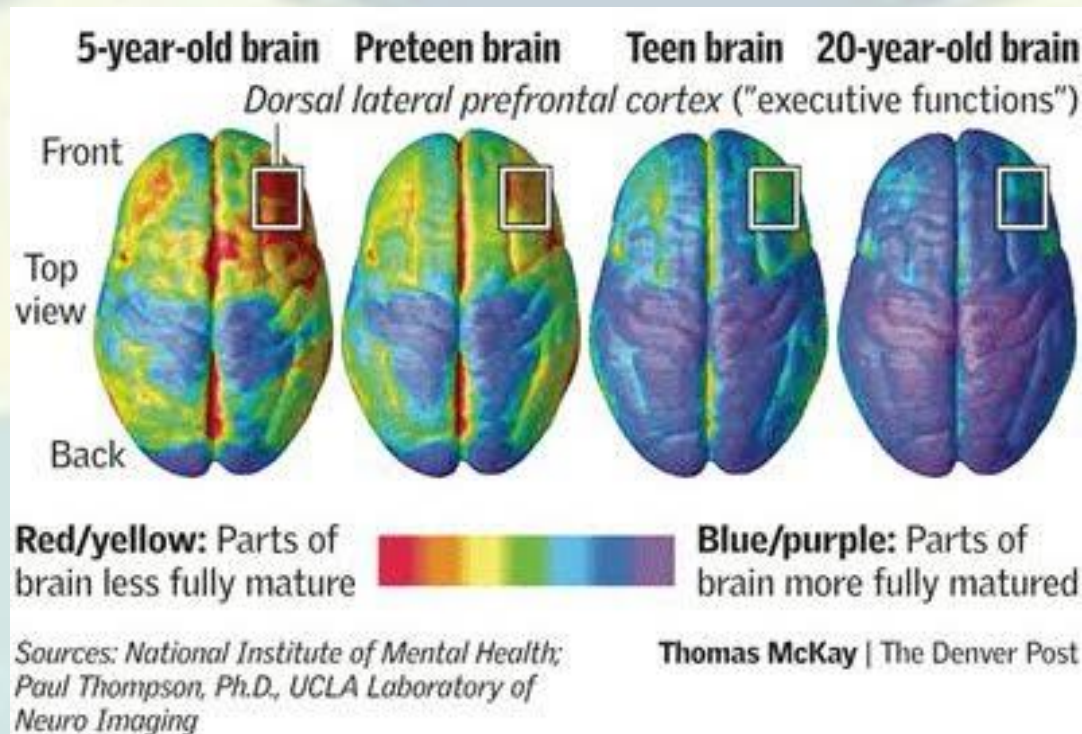 5-year-old brain Preteen brain Teen brain 20-year-old brain
Dorsal lateral prefrontal cortex ("executive functions")
Front
Top
view
Back
Red/yellow: Parts of
brain less fully mature
Blue/purple: Parts of
brain more fully matured
Sources: National Institute of Mental Health;
Paul Thompson, Ph.D., UCLA Laboratory of
Neuro Imaging
Thomas McKay | The Denver Post